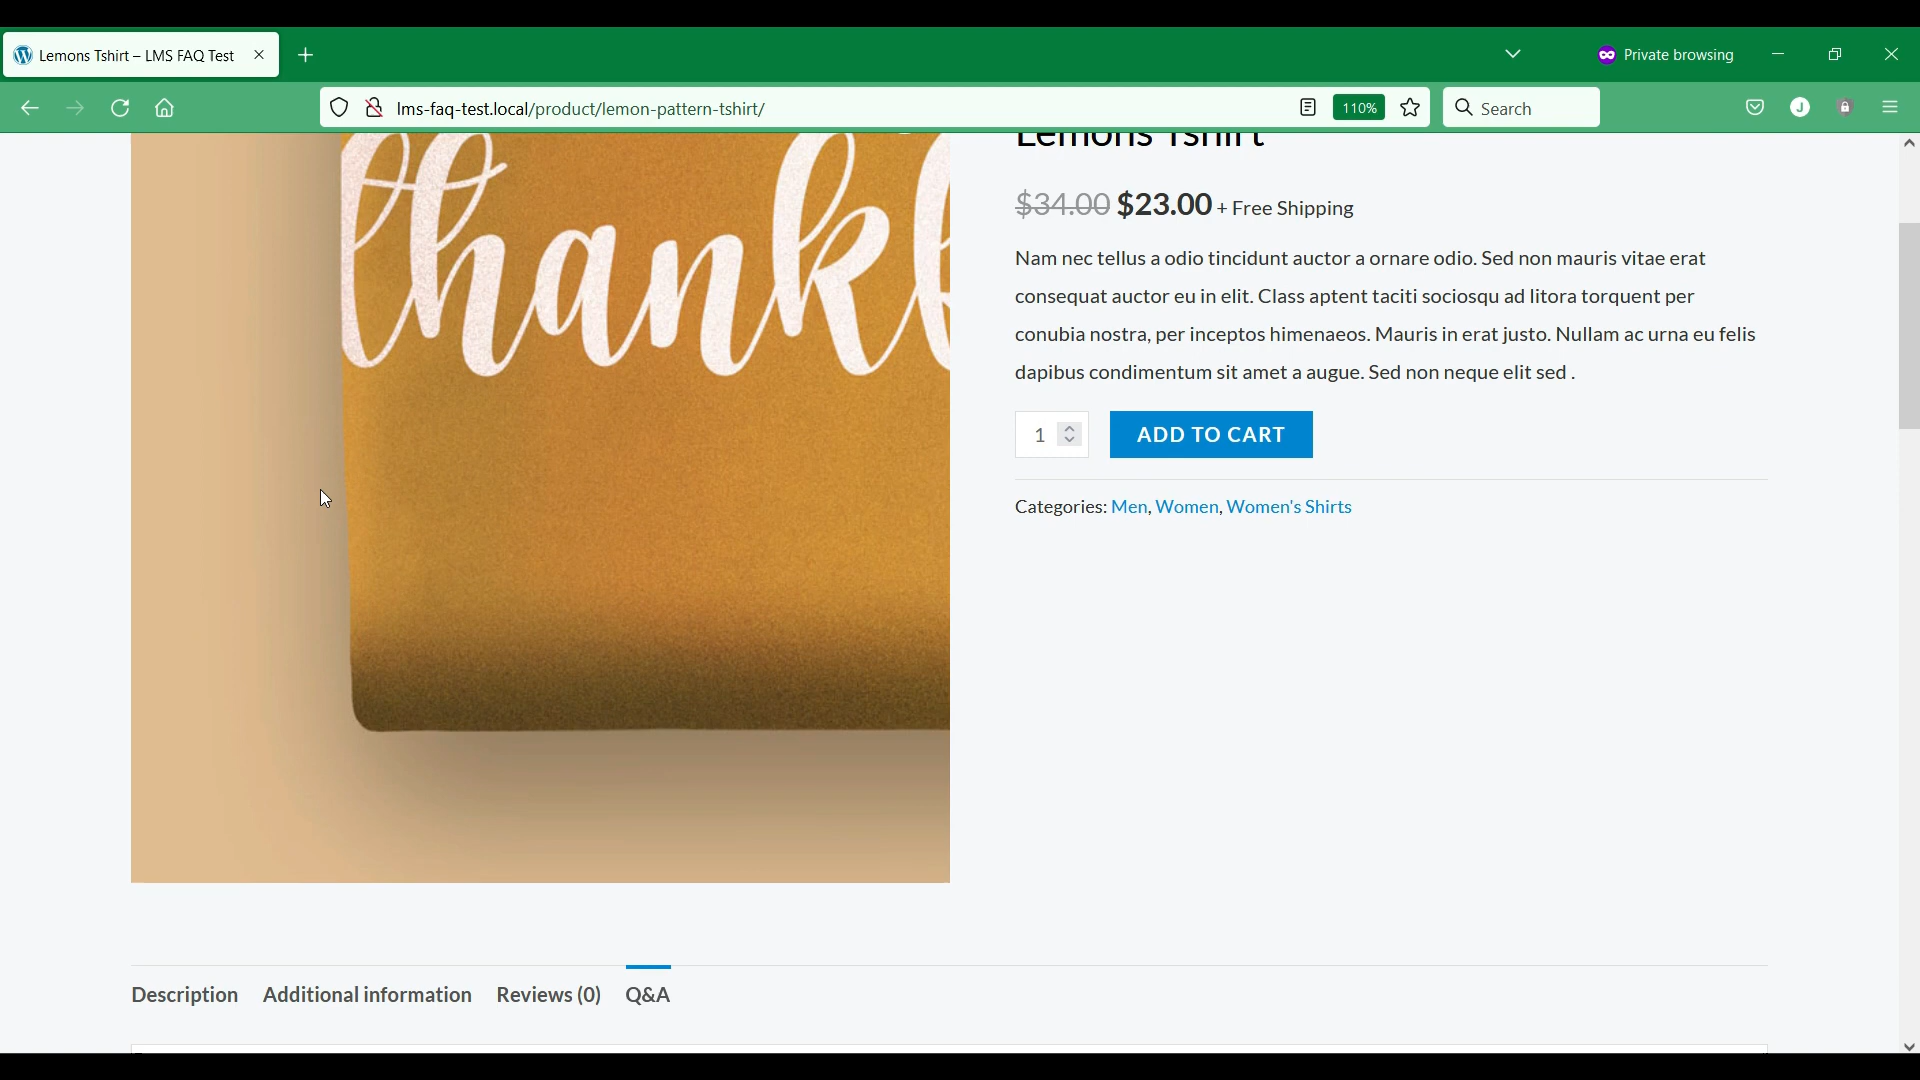 Lemons Tshirt – LMS FAQ Test
Private browsing
lms-faq-test.local/product/lemon-pattern-tshirt/
110%
J
Search
Lemons Tshirt
$34.00 $23.00 + Free Shipping
Nam nec tellus a odio tincidunt auctor a ornare odio. Sed non mauris vitae erat
consequat auctor eu in elit. Class aptent taciti sociosqu ad litora torquent per
conubia nostra, per inceptos himenaeos. Mauris in erat justo. Nullam ac urna eu felis
dapibus condimentum sit amet a augue. Sed non neque elit sed .
1
ADD TO CART
Categories: Men, Women, Women's Shirts
Description Additional information Reviews (0) Q&A